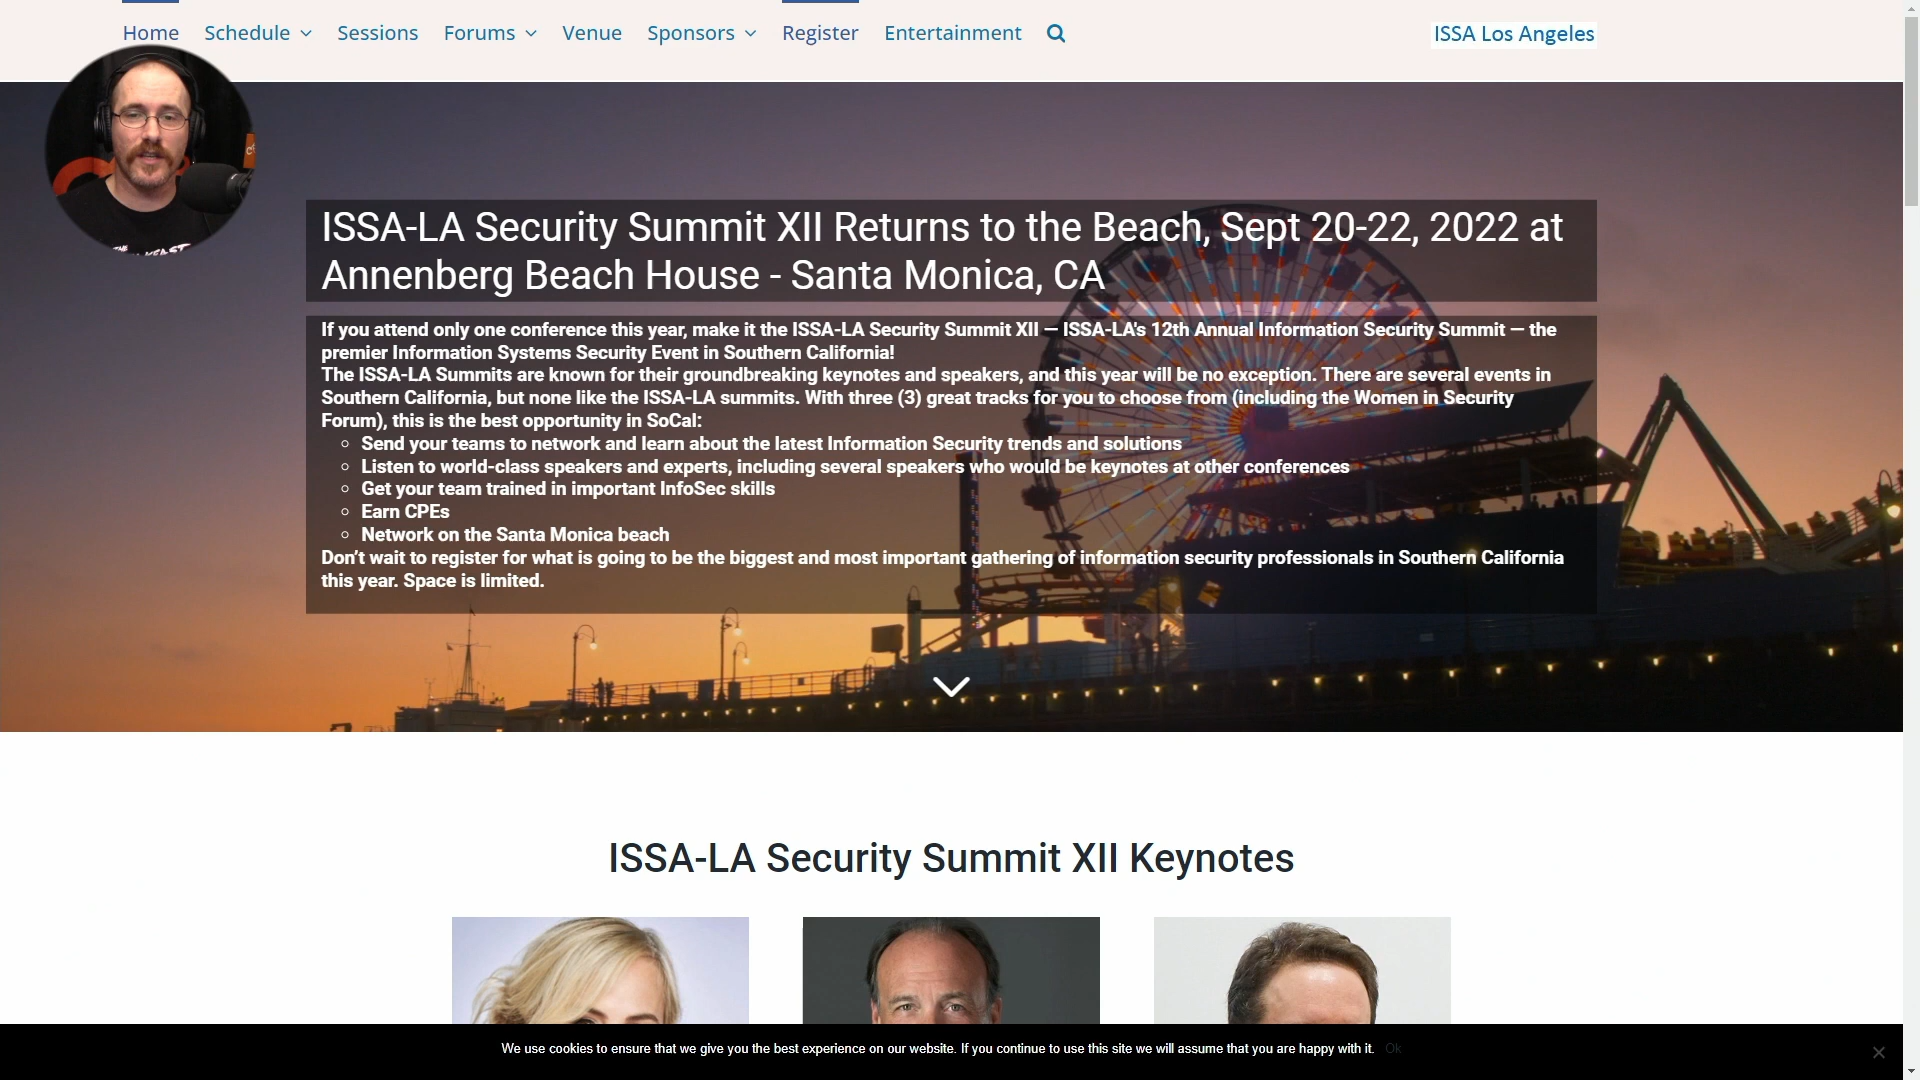 Home Schedule Sessions Forums Venue Sponsors Register Entertainment ISSA Los Angeles
ISSA-LA Security Summit XII Returns to the Beach, Sept 20-22, 2022 at
Annenberg Beach House - Santa Monica, CA
If you attend only one conference this year, make it the ISSA-LA Security Summit XII — ISSA-LA's 12th Annual Information Security Summit — the
premier Information Systems Security Event in Southern California!
The ISSA-LA Summits are known for their groundbreaking keynotes and speakers, and this year will be no exception. There are several events in
Southern California, but none like the ISSA-LA summits. With three (3) great tracks for you to choose from (including the Women in Security
Forum), this is the best opportunity in SoCal:
Send your teams to network and learn about the latest Information Security trends and solutions
Listen to world-class speakers and experts, including several speakers who would be keynotes at other conferences
Get your team trained in important InfoSec skills
Earn CPEs
Network on the Santa Monica beach
Don't wait to register for what is going to be the biggest and most important gathering of information security professionals in Southern California
this year. Space is limited.
ISSA-LA Security Summit XII Keynotes
We use cookies to ensure that we give you the best experience on our website. If you continue to use this site we will assume that you are happy with it. Ok